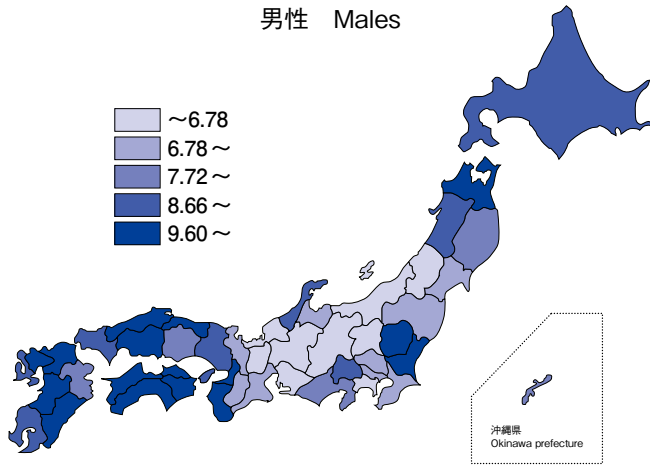 男性 Males
～6.78
6.78～
7.72～
8.66～
9.60～
沖縄県
Okinawa prefecture